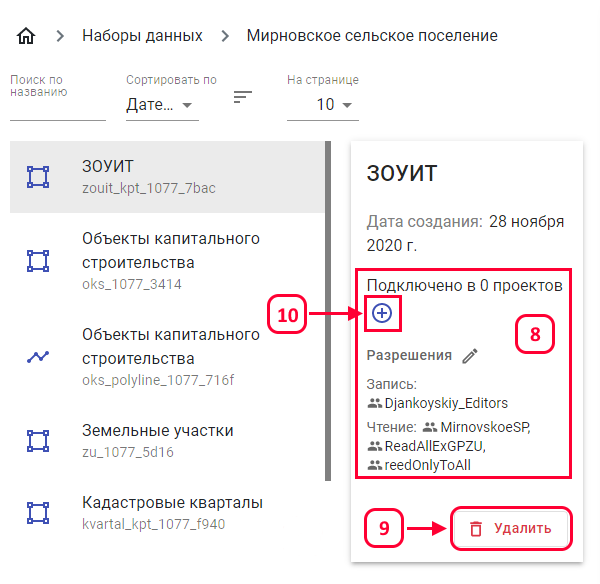 Наборы данных
Мирновское сельское поселение
Поиск по
названию
Сортировать по
Дате...
На странице
10
ЗОУИТ
zouit_kpt_1077_7bac
Объекты капитального
строительства
oks_1077_3414
Объекты капитального
строительства
oks_polyline_1077_716f
Земельные участки
zu_1077_5d16
Кадастровые кварталы
kvartal_kpt_1077_f940
ЗОУИТ
Дата создания: 28 ноября
2020 г.
Подключено в 0 проектов
10
8
Разрешения
Запись:
Djankoyskiy_Editors
Чтение: MirnovskoeSP,
ReadAllExGPZU,
reedOnlyToAll
9
Удалить